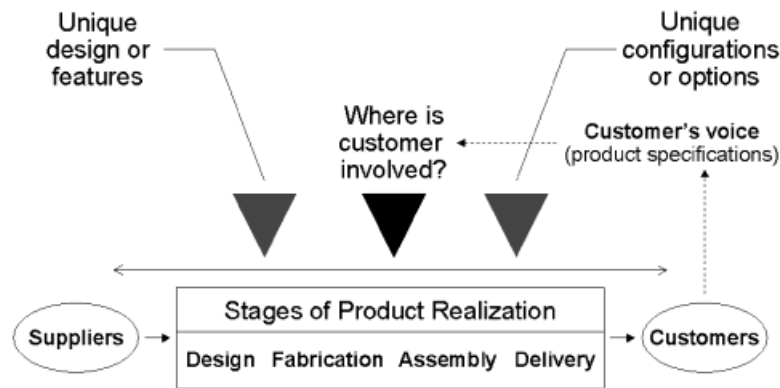 Unique
design or
features
Unique
configurations
or options
Where is
customer
involved?
Customer's voice
(product specifications)
Stages of Product Realization
Suppliers
Customers
Design Fabrication Assembly Delivery